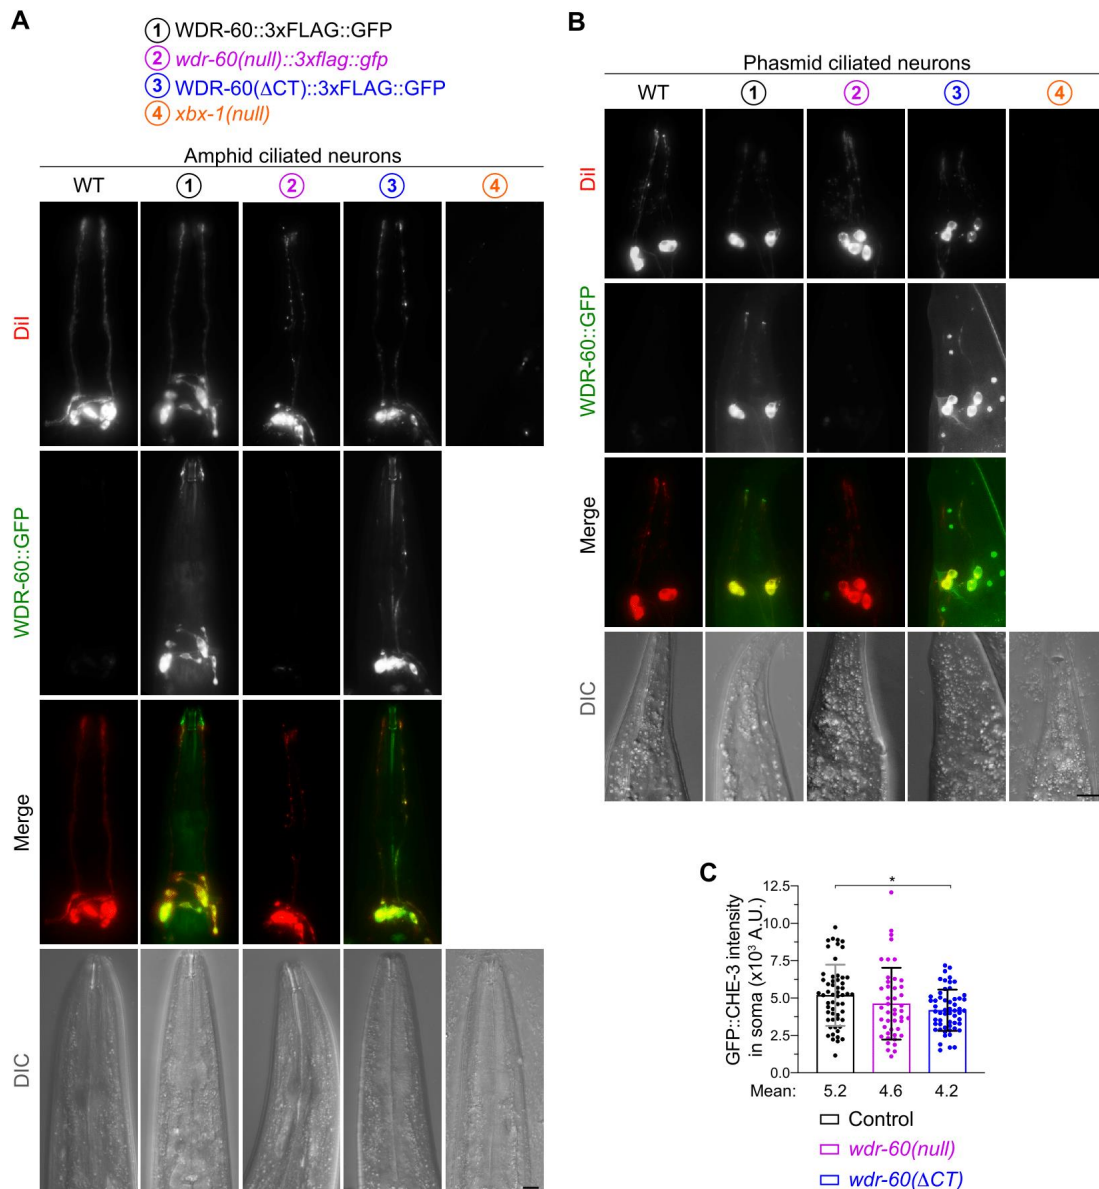 A
① WDR-60::3xFLAG::GFP
② wdr-60(null)::3xflag::gfp
③ WDR-60(ΔCT)::3xFLAG::GFP
④ xbx-1(null)
Amphid ciliated neurons
WT ① ② ③ ④
DiI
WDR-60::GFP
Merge
DIC
B
Phasmid ciliated neurons
WT ① ② ③ ④
DiI
WDR-60::GFP
Merge
DIC
C
GFP::CHE-3 intensity
in soma (x10³ A.U.)
12.5
10.0
7.5
5.0
2.5
0.0
*
Mean: 5.2 4.6 4.2
Control
wdr-60(null)
wdr-60(ΔCT)